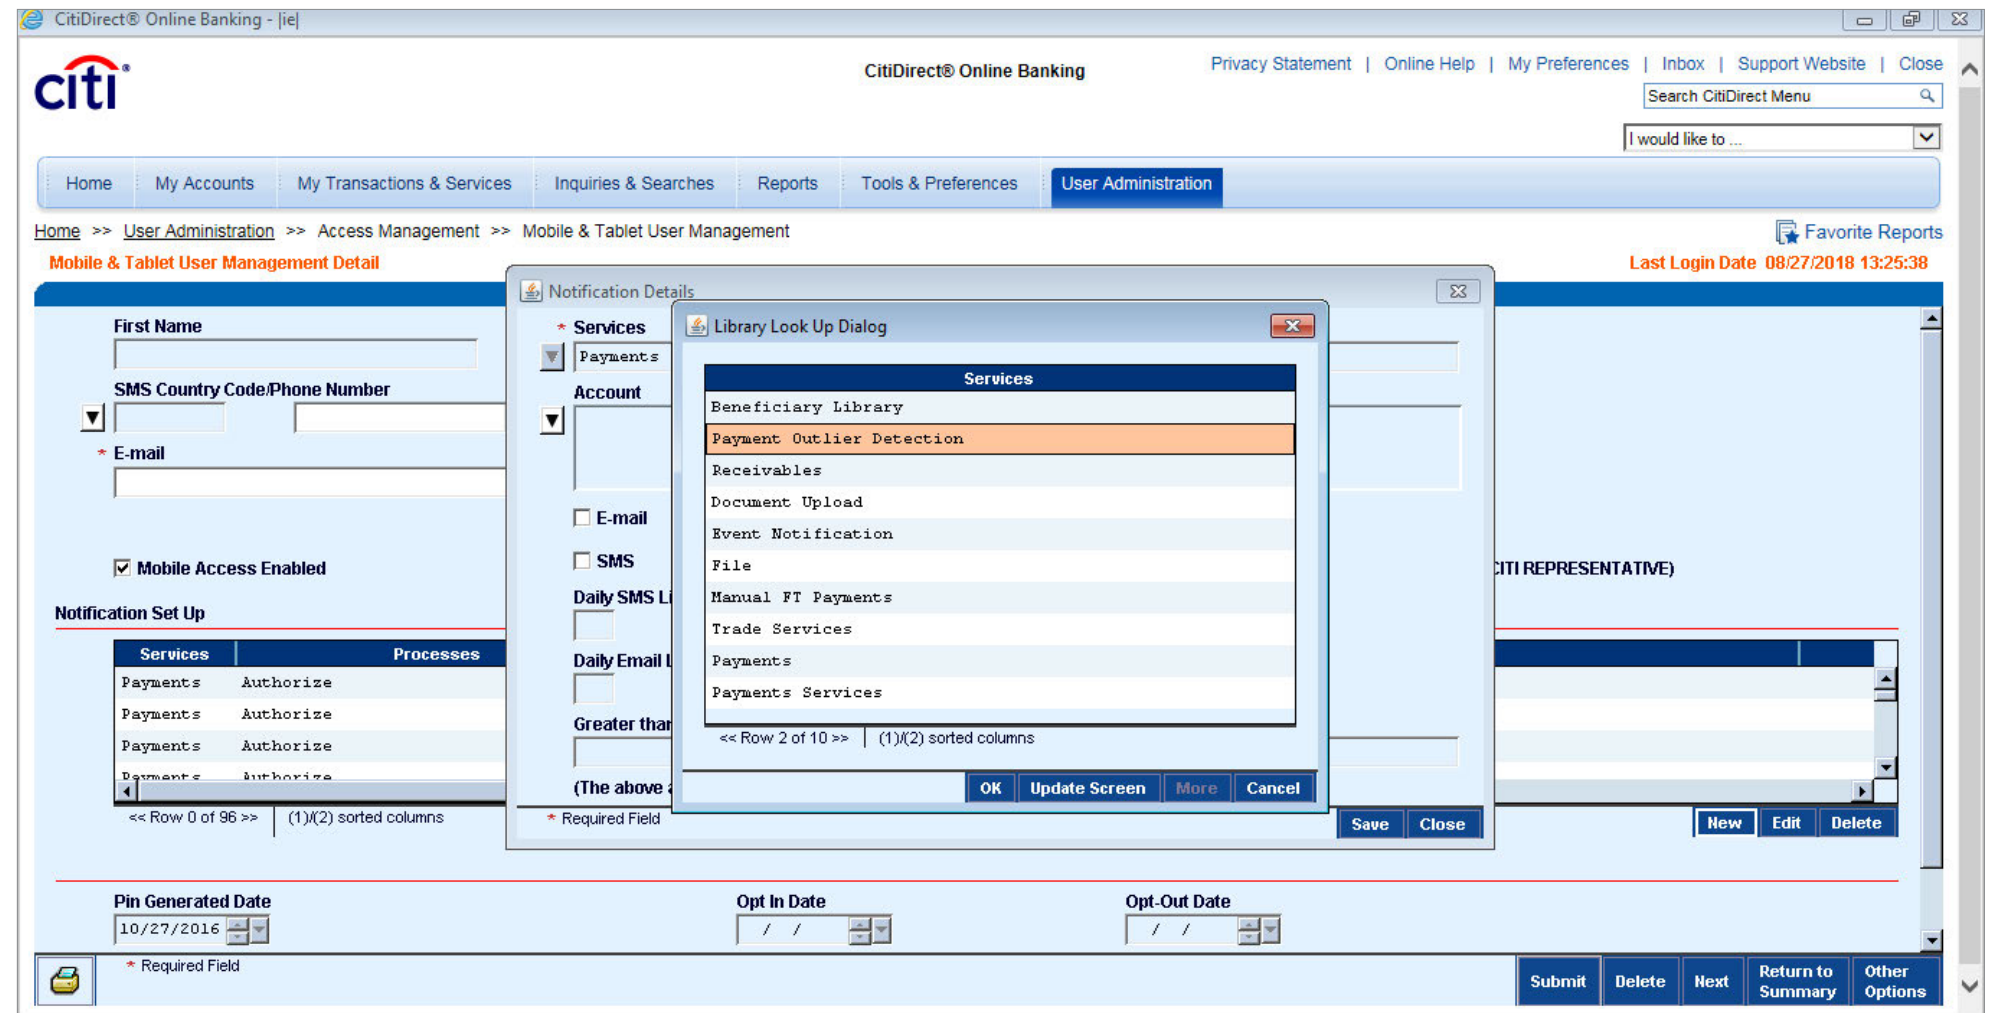 CitiDirect® Online Banking - |ie|
citi®
CitiDirect® Online Banking
Privacy Statement | Online Help | My Preferences | Inbox | Support Website | Close
Search CitiDirect Menu
I would like to ...
Home My Accounts My Transactions & Services Inquiries & Searches Reports Tools & Preferences User Administration
Home >> User Administration >> Access Management >> Mobile & Tablet User Management
Favorite Reports
Mobile & Tablet User Management Detail
Last Login Date 08/27/2018 13:25:38
First Name
SMS Country Code/Phone Number
* E-mail
Mobile Access Enabled
CITI REPRESENTATIVE)
Notification Set Up
Services Processes
Payments Authorize
Payments Authorize
Payments Authorize
Payments Authorize
<< Row 0 of 96 >> | (1)/(2) sorted columns
New Edit Delete
Notification Details
* Services
Payments
Account
E-mail
SMS
Daily SMS Li
Daily Email L
Greater than
(The above a
* Required Field
Save Close
Library Look Up Dialog
Services
Beneficiary Library
Payment Outlier Detection
Receivables
Document Upload
Event Notification
File
Manual FT Payments
Trade Services
Payments
Payments Services
<< Row 2 of 10 >> | (1)/(2) sorted columns
OK Update Screen More Cancel
Pin Generated Date
10/27/2016
Opt In Date
/ /
Opt-Out Date
/ /
* Required Field
Submit Delete Next Return to Summary Other Options